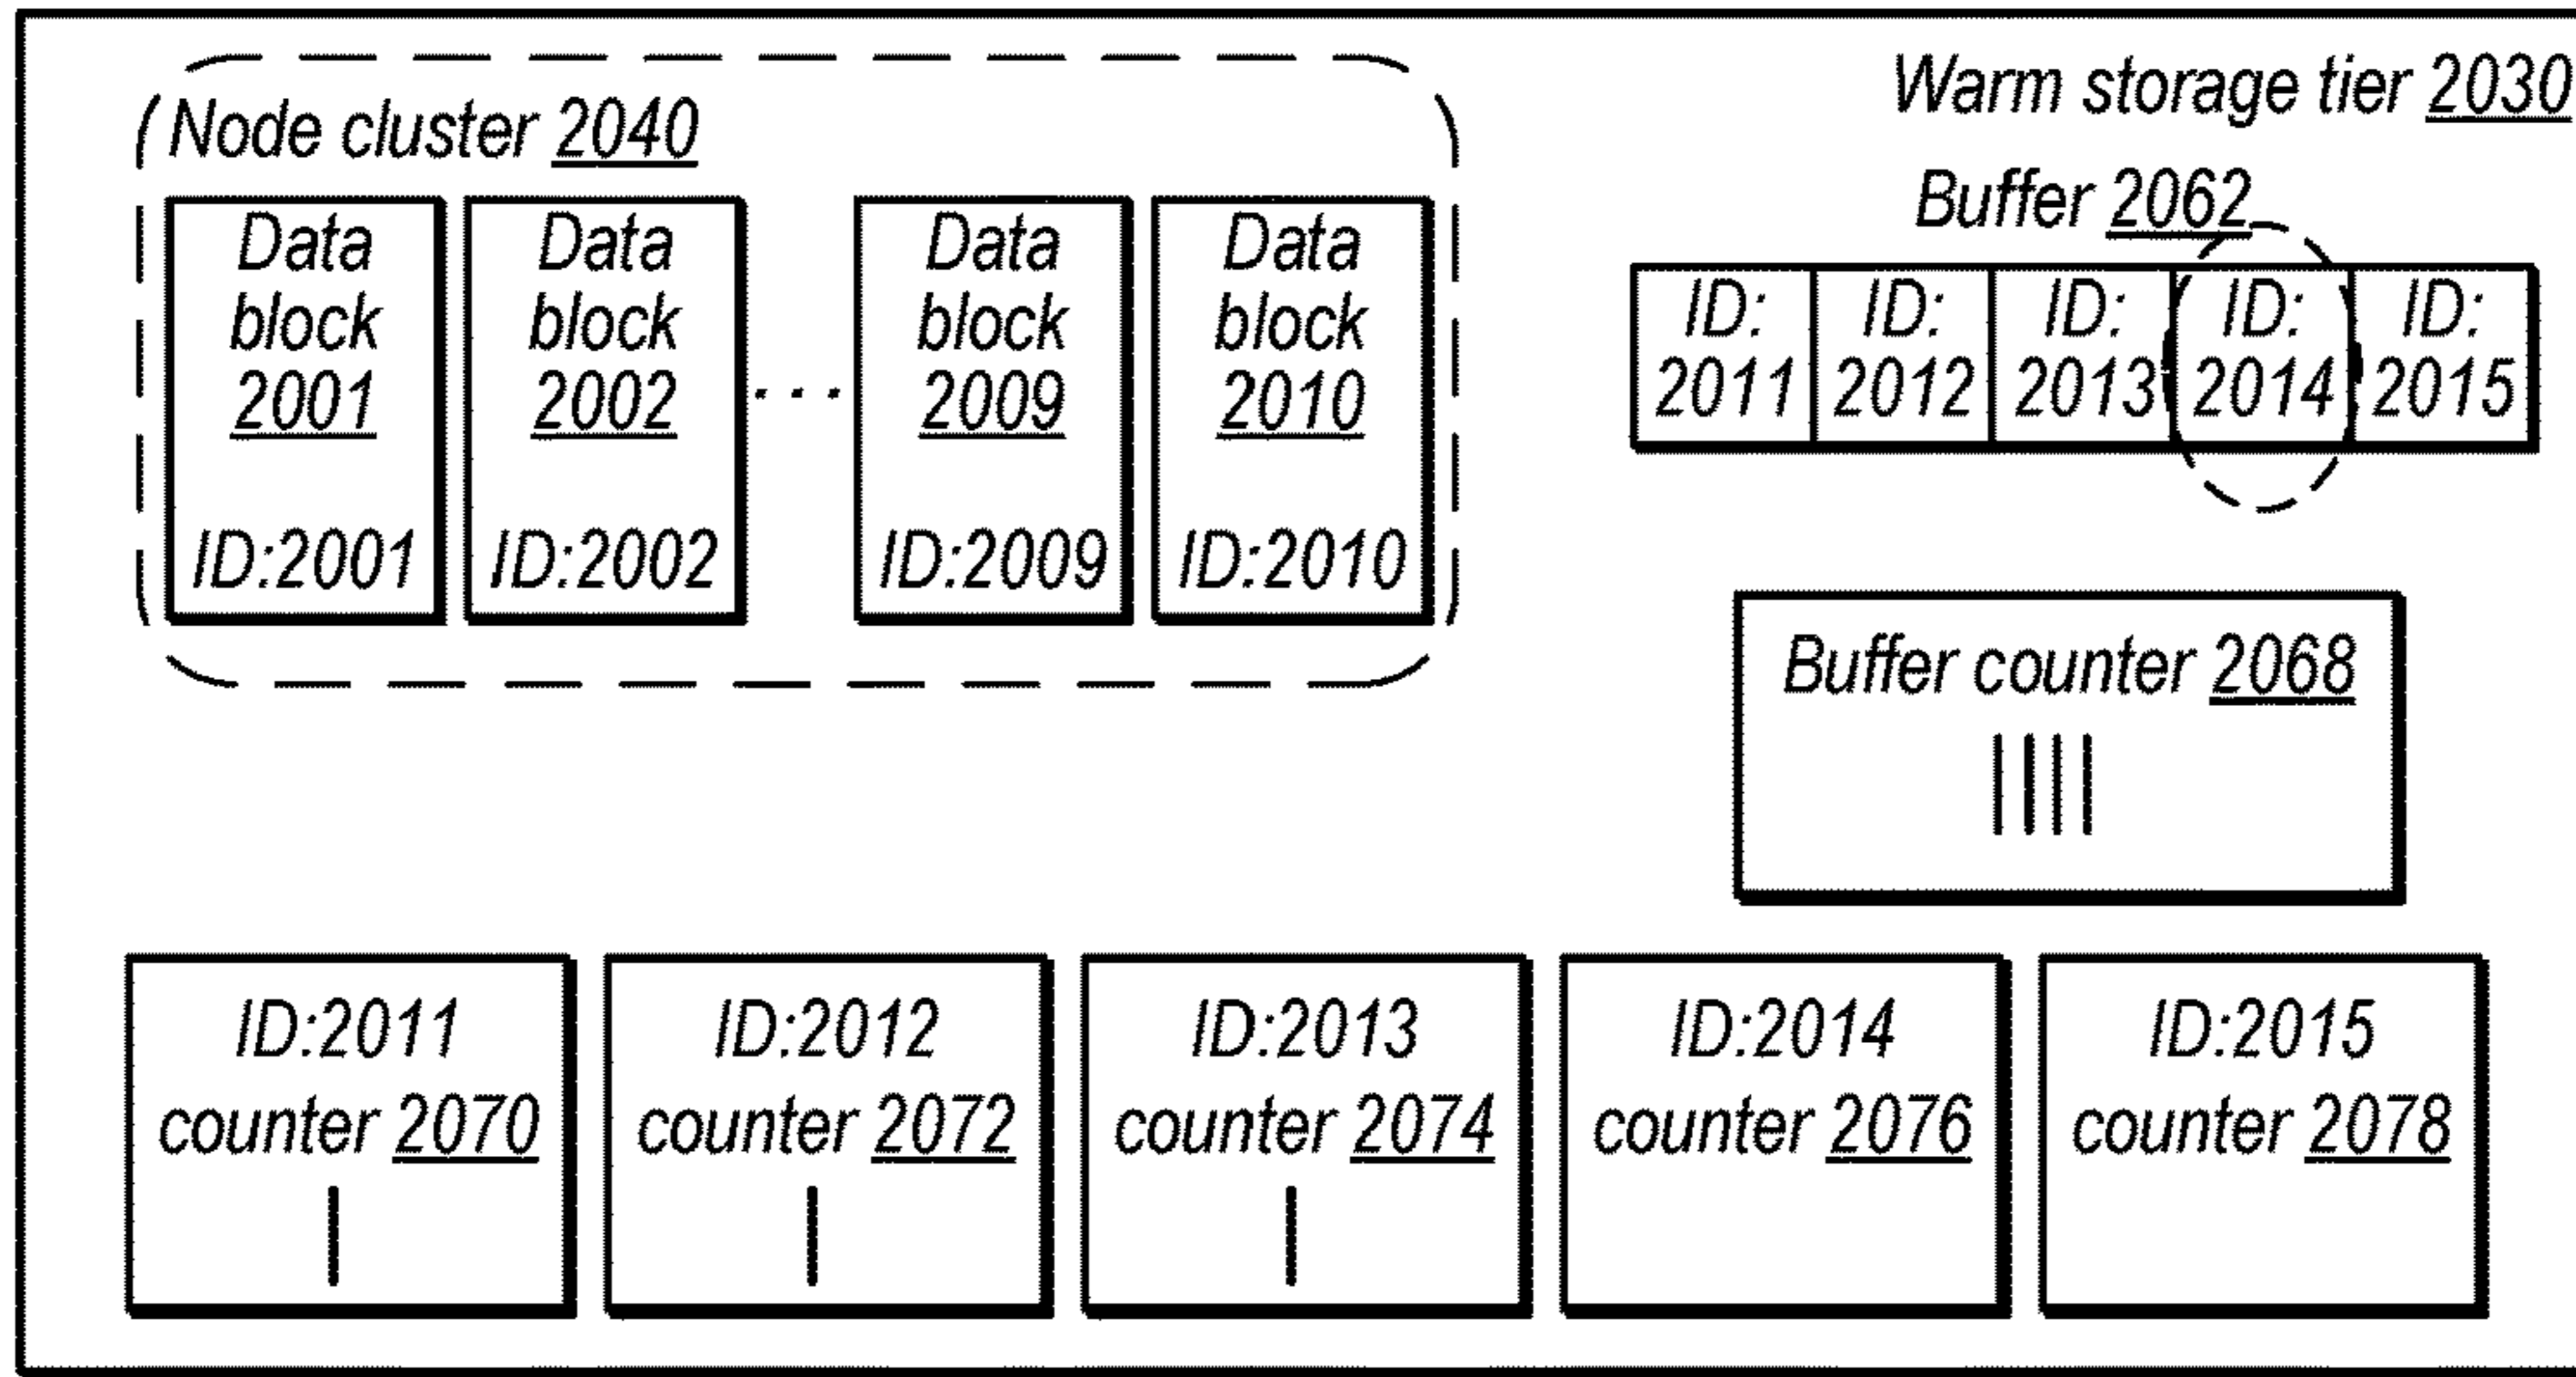 Warm storage tier 2030
Node cluster 2040
Data
block
2001
ID:2001
Data
block
2002
ID:2002
. . .
Data
block
2009
ID:2009
Data
block
2010
ID:2010
Buffer 2062
ID:
2011
ID:
2012
ID:
2013
ID:
2014
ID:
2015
Buffer counter 2068
||||
ID:2011
counter 2070
|
ID:2012
counter 2072
|
ID:2013
counter 2074
|
ID:2014
counter 2076
ID:2015
counter 2078